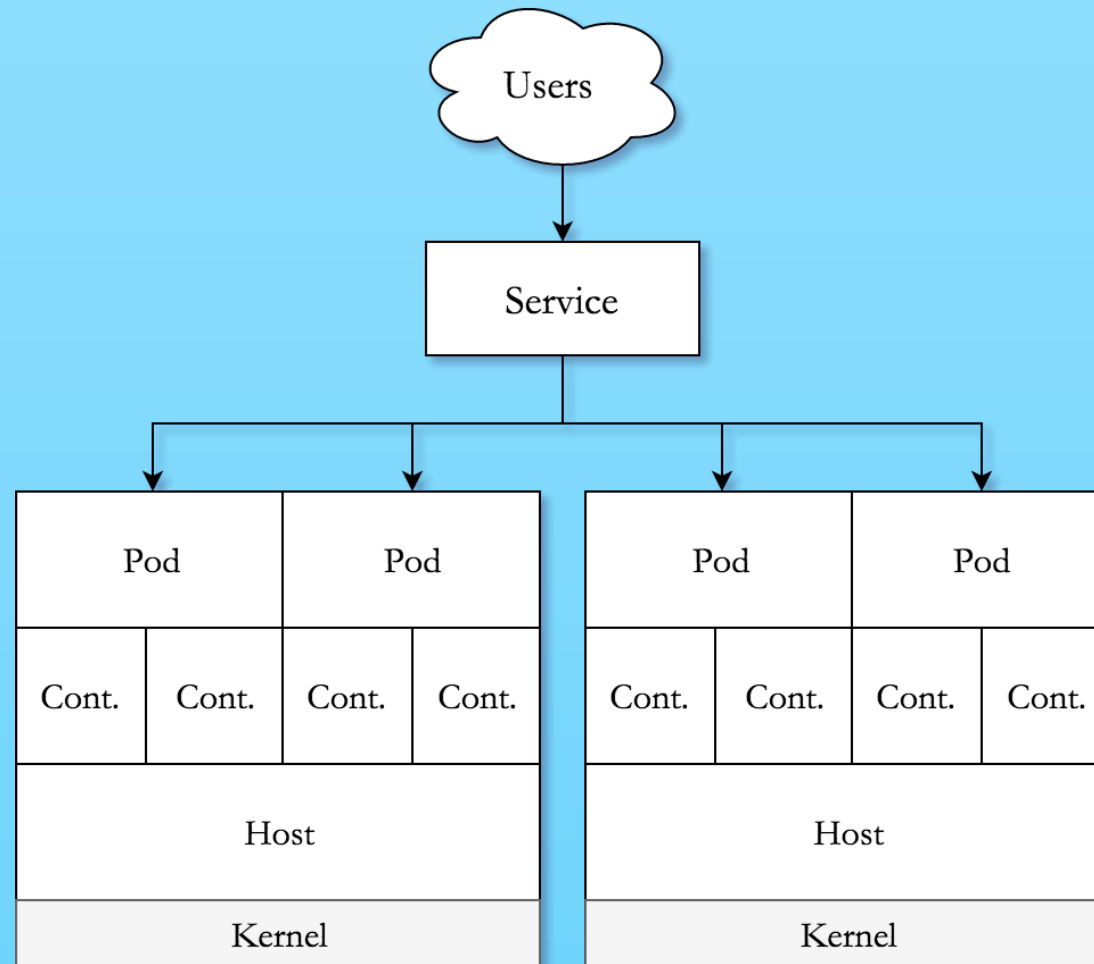 Users
Service
Pod
Pod
Pod
Pod
Cont.
Cont.
Cont.
Cont.
Cont.
Cont.
Cont.
Cont.
Host
Host
Kernel
Kernel